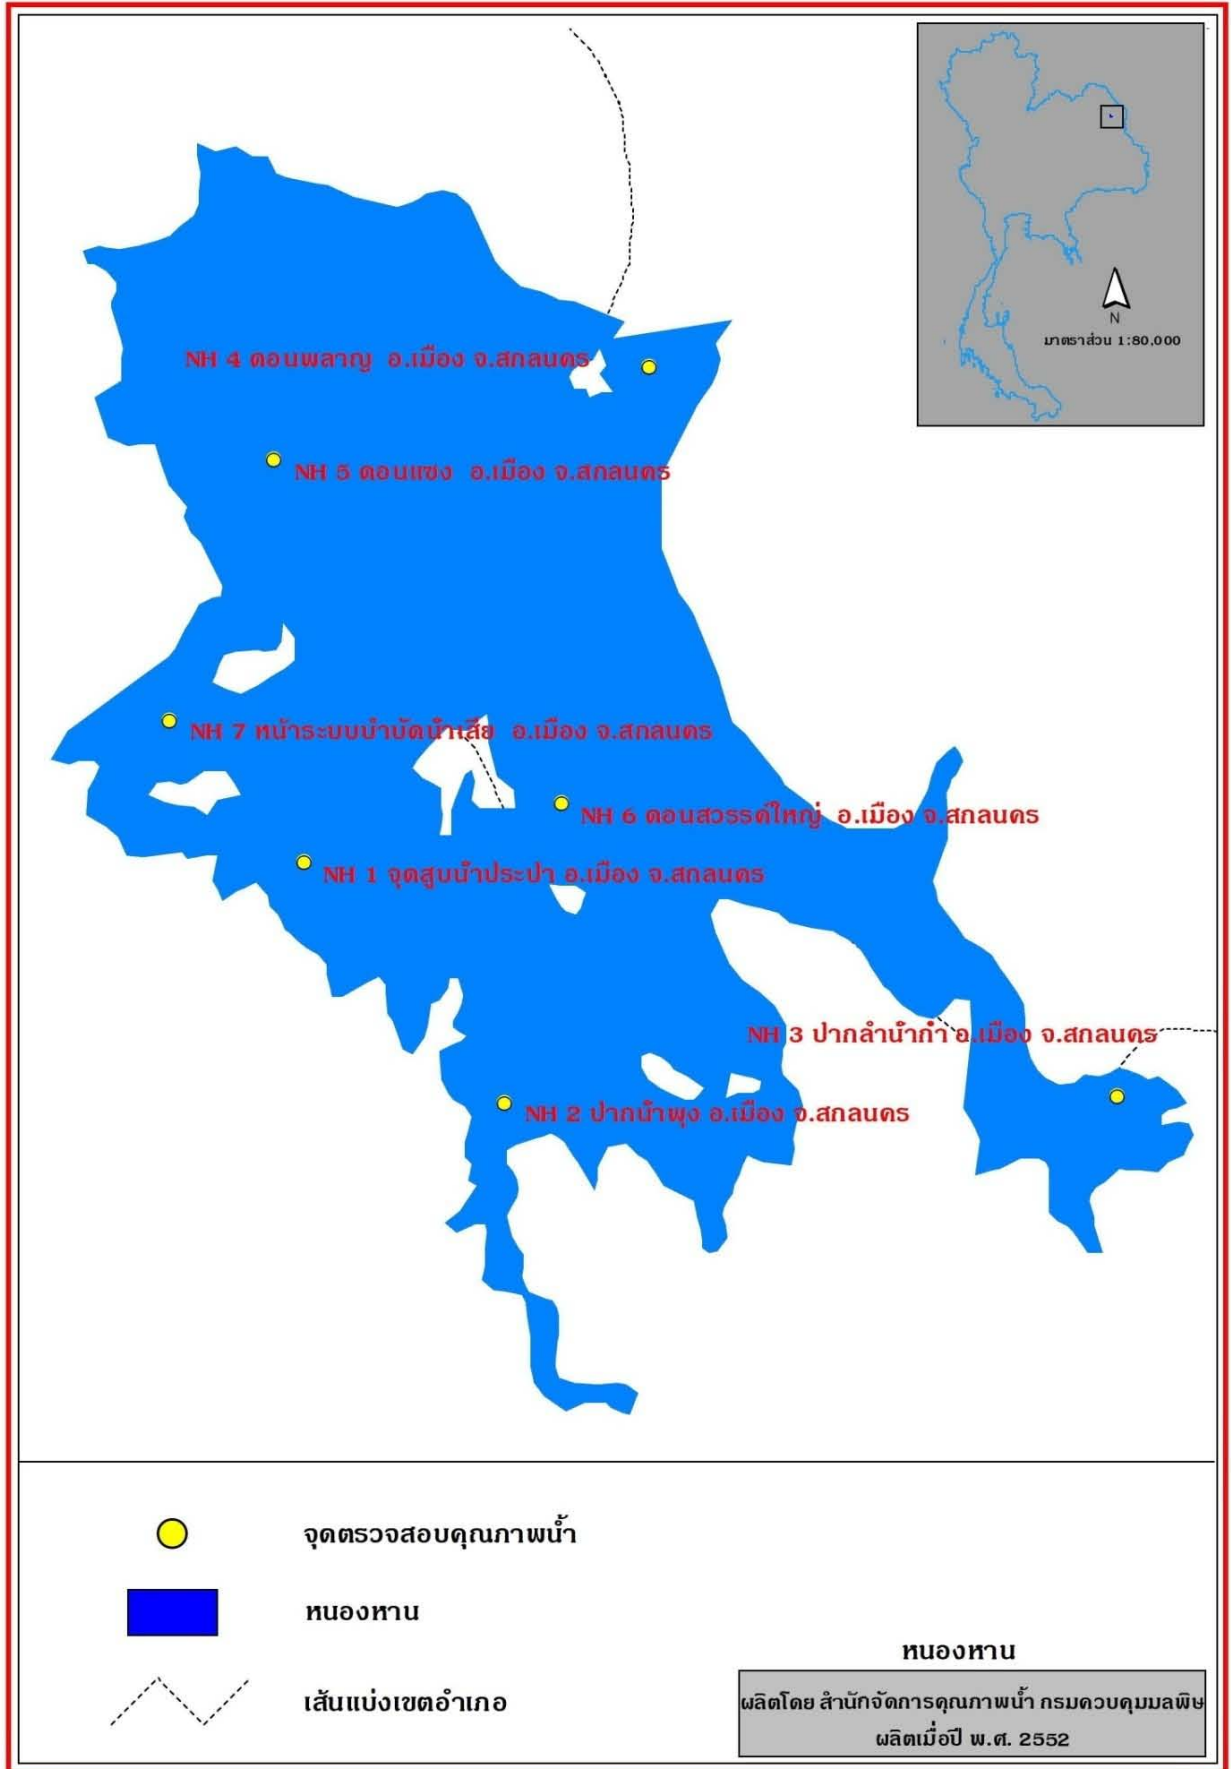 N
มาตราส่วน 1:80,000
NH 4 ดอนพลาญ อ.เมือง จ.สกลนคร
NH 5 ดอนแซง อ.เมือง จ.สกลนคร
NH 7 หน้าระบบบำบัดน้ำเสีย อ.เมือง จ.สกลนคร
NH 6 ดอนสวรรค์ใหญ่ อ.เมือง จ.สกลนคร
NH 1 จุดสูบน้ำประปา อ.เมือง จ.สกลนคร
NH 3 ปากลำน้ำก่ำ อ.เมือง จ.สกลนคร
NH 2 ปากน้ำพุง อ.เมือง จ.สกลนคร
จุดตรวจสอบคุณภาพน้ำ
หนองหาน
เส้นแบ่งเขตอำเภอ
หนองหาน
ผลิตโดย สำนักจัดการคุณภาพน้ำ กรมควบคุมมลพิษ
ผลิตเมื่อปี พ.ศ. 2552